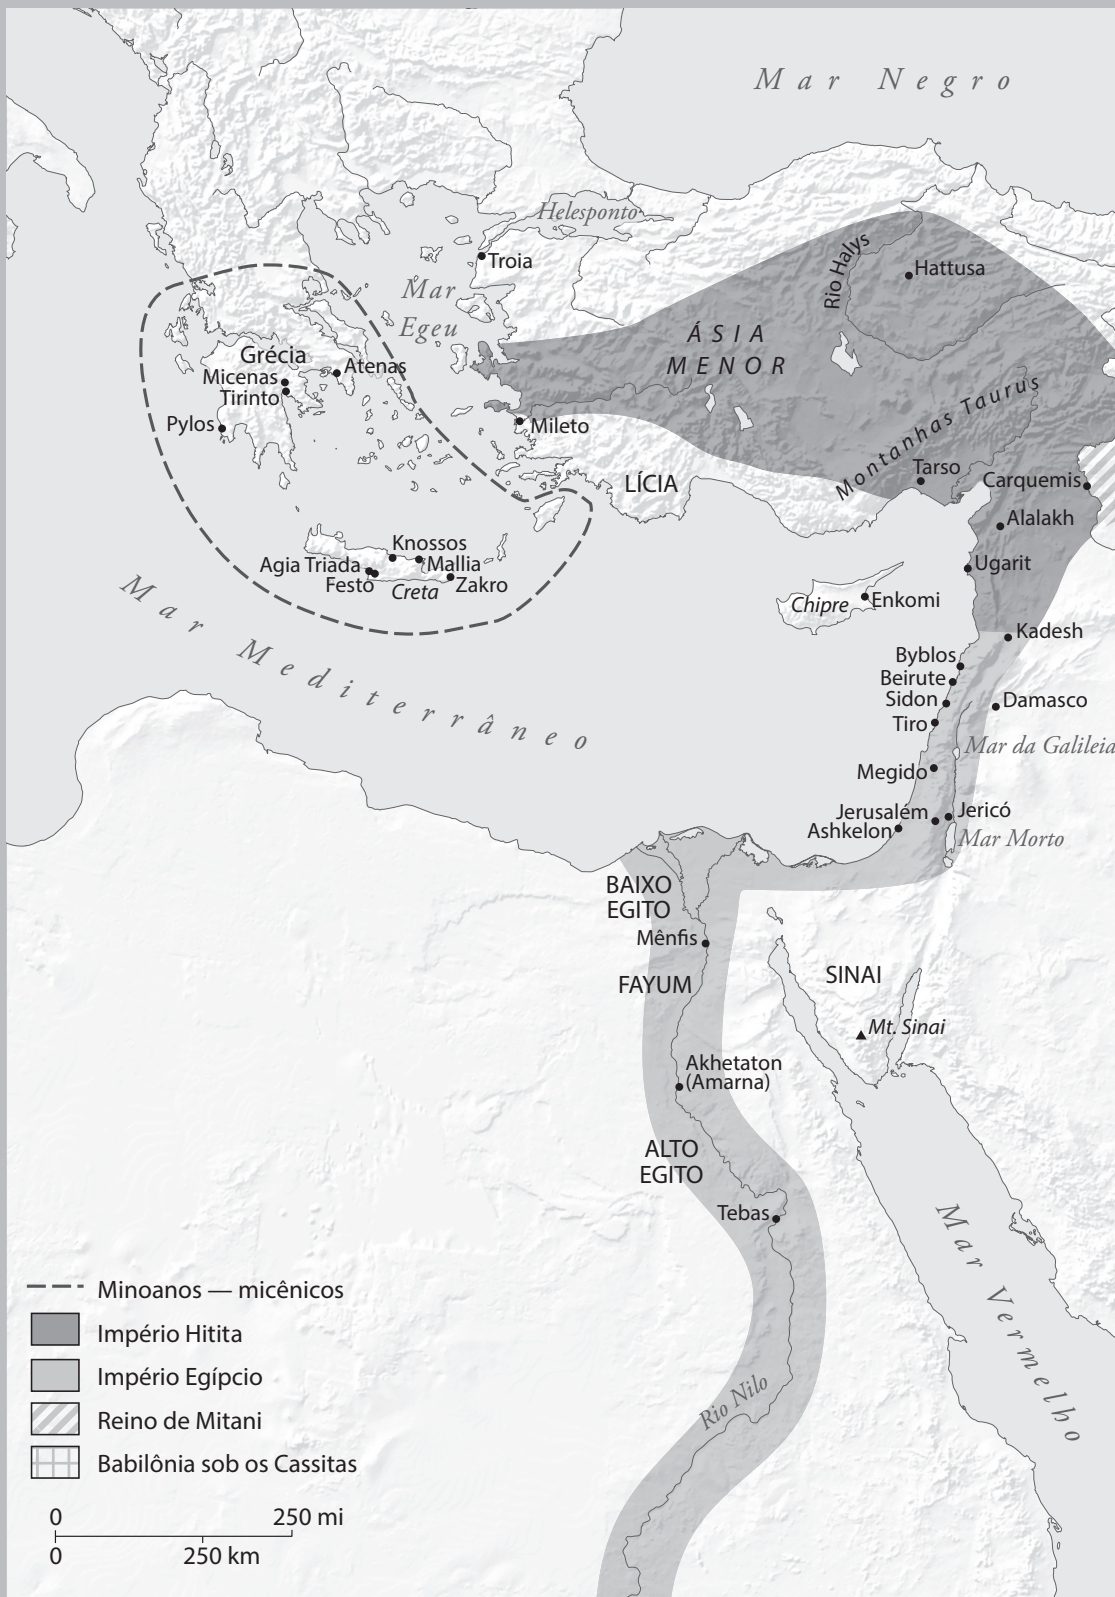 Mar Negro
Helesponto
Troia
Mar
Egeu
Rio Halys
Hattusa
ÁSIA
MENOR
Grécia
Atenas
Micenas
Tirinto
Pylos
Mileto
LÍCIA
Montanhas Taurus
Tarso
Carquemis
Alalakh
Ugarit
Knossos
Agia Triada
Mallia
Festo
Creta
Zakro
Chipre
Enkomi
Kadesh
Mar Mediterrâneo
Byblos
Beirute
Sidon
Damasco
Tiro
Mar da Galileia
Megido
Jerusalém
Jericó
Ashkelon
Mar Morto
BAIXO
EGITO
Mênfis
FAYUM
SINAI
Mt. Sinai
Akhetaton
(Amarna)
ALTO
EGITO
Tebas
Mar Vermelho
Rio Nilo
Minoanos — micênicos
Império Hitita
Império Egípcio
Reino de Mitani
Babilônia sob os Cassitas
0 250 mi
0 250 km